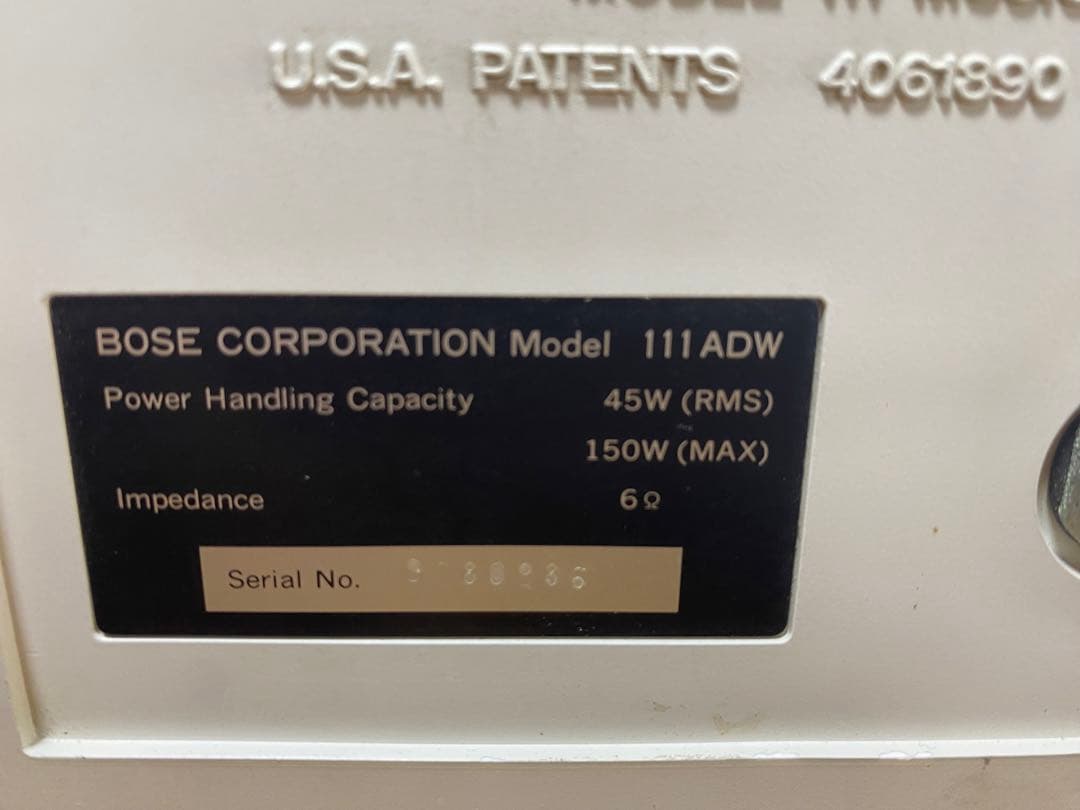 U.S.A. PATENTS 4061890
BOSE CORPORATION Model 111ADW
Power Handling Capacity 45W (RMS)
150W (MAX)
Impedance 6Ω
Serial No.